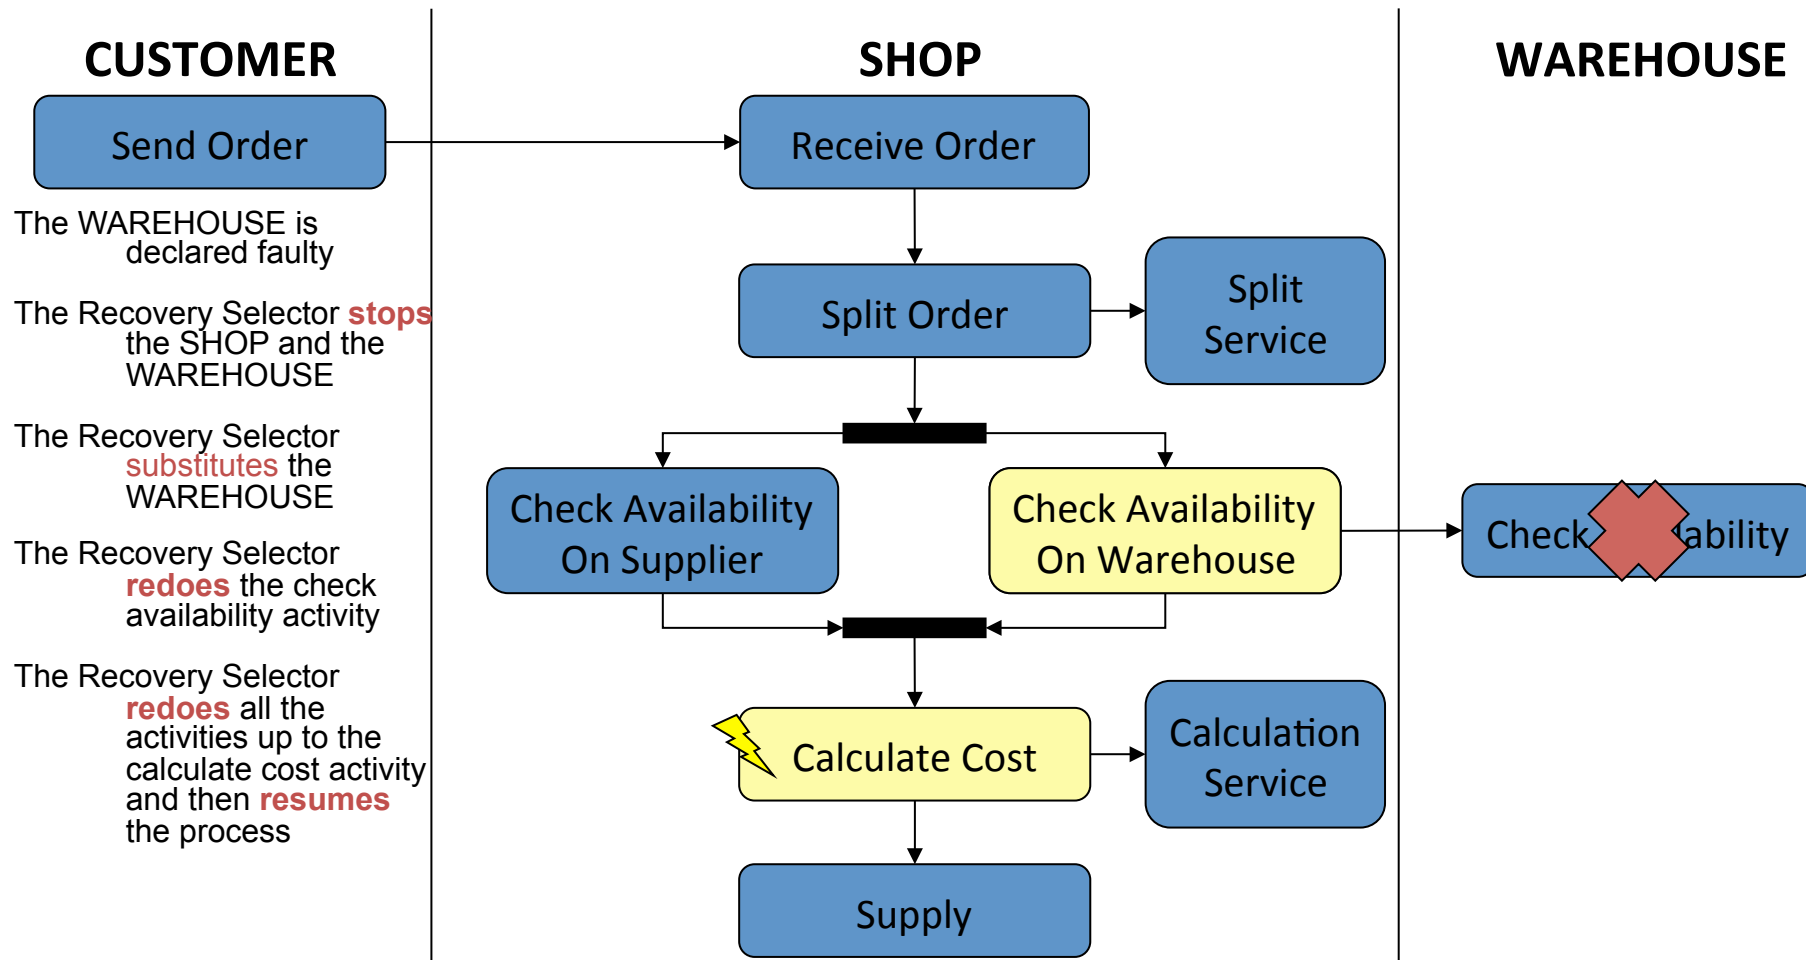 CUSTOMER
SHOP
WAREHOUSE
Send Order
Receive Order
The WAREHOUSE is
declared faulty
The Recovery Selector stops
the SHOP and the
WAREHOUSE
The Recovery Selector
substitutes the
WAREHOUSE
The Recovery Selector
redoes the check
availability activity
The Recovery Selector
redoes all the
activities up to the
calculate cost activity
and then resumes
the process
Split Order
Split
Service
Check Availability
On Supplier
Check Availability
On Warehouse
Check lability
Calculate Cost
Calculation
Service
Supply